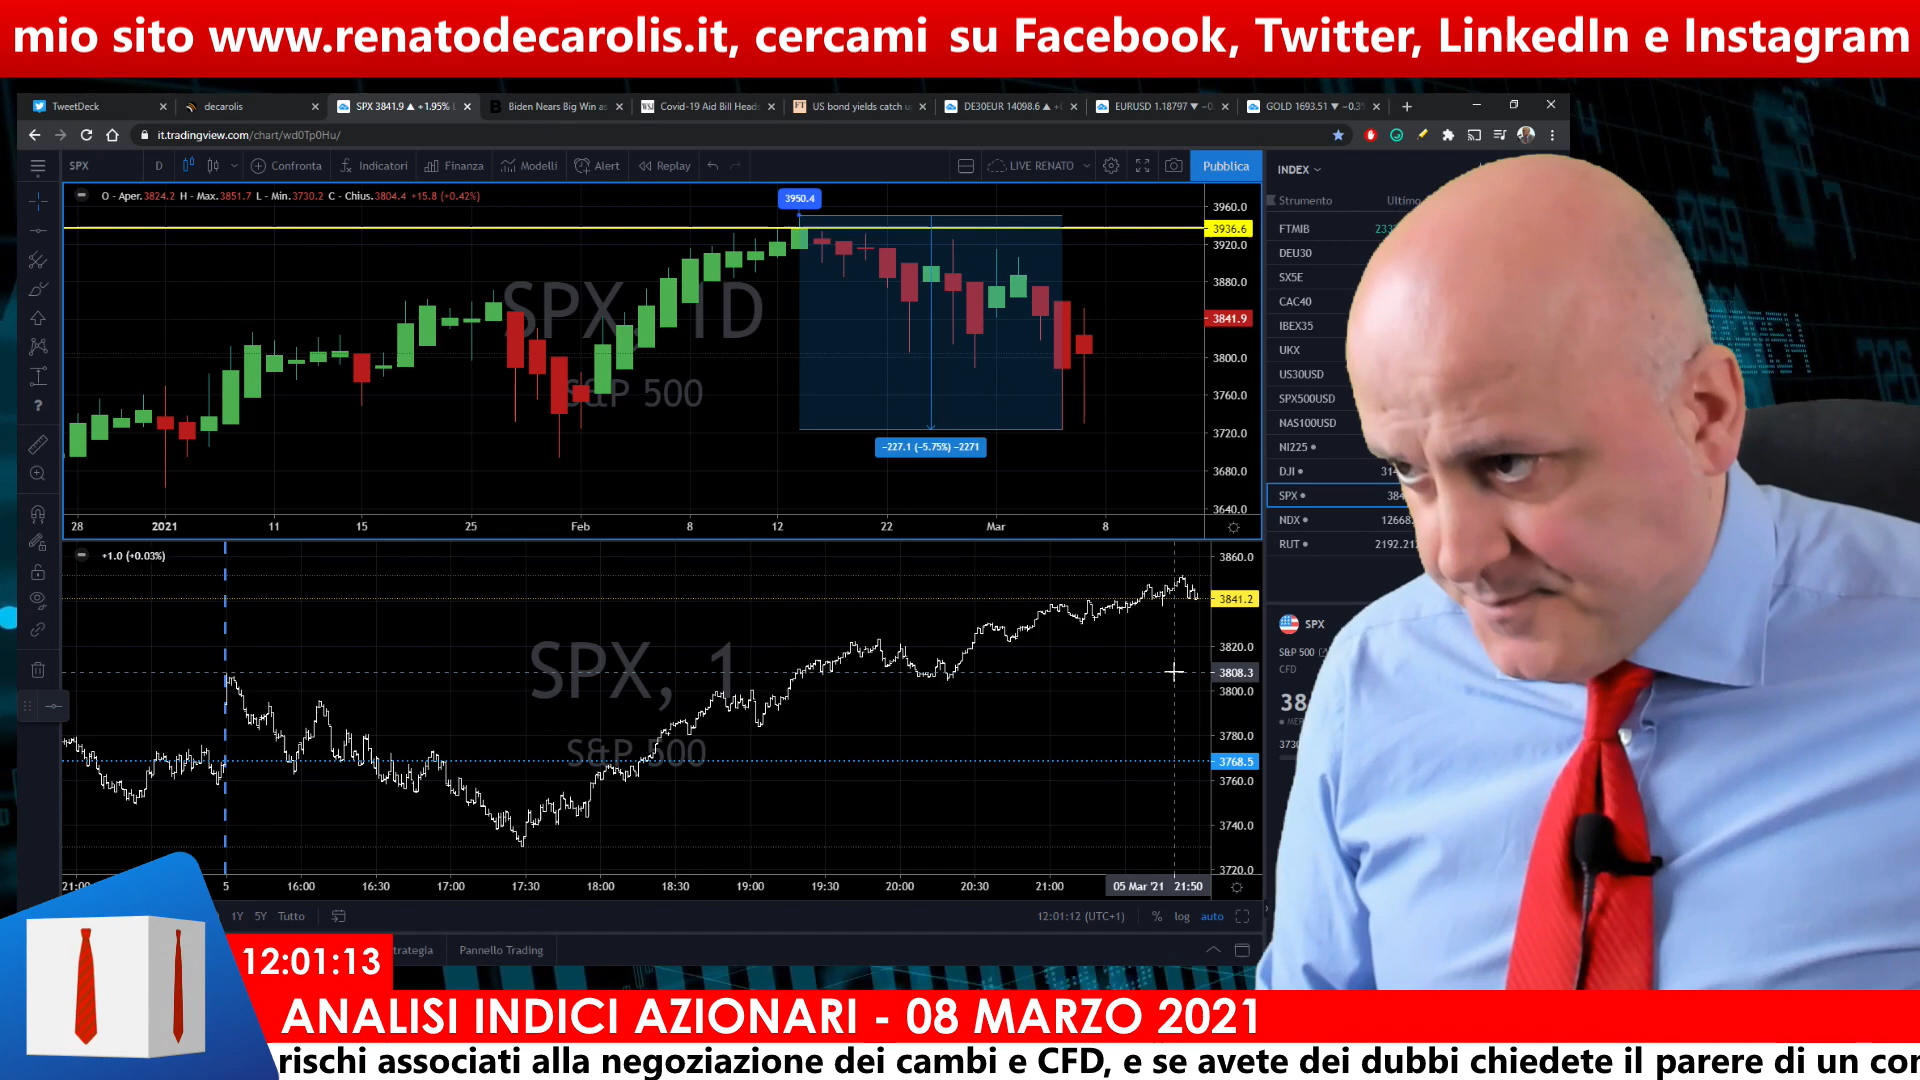 mio sito www.renatodecarolis.it, cercami su Facebook, Twitter, LinkedIn e Instagram
TweetDeck
decarolis
SPX 3841.9 ▲ +1.95%
Biden Nears Big Win as
Covid-19 Aid Bill Head
US bond yields catch u
DE30EUR 14098.6 ▲
EURUSD 1.18797 ▼
GOLD 1693.51 ▼
it.tradingview.com/chart/wd0Tp0Hu/
SPX
D
Confronta
Indicatori
Finanza
Modelli
Alert
Replay
LIVE RENATO
Pubblica
INDEX
O - Aper.3824.2 H - Max.3851.7 L - Min.3730.2 C - Chius.3804.4 +15.8 (+0.42%)
Strumento
Ultimo
FTMIB
DEU30
SX5E
CAC40
IBEX35
UKX
US30USD
SPX500USD
NAS100USD
NI225
DJI
SPX
NDX 12668.
RUT 2192.21
3950.4
SPX, 1D
S&P 500
-227.1 (-5.75%) -2271
3960.0
3936.6
3920.0
3880.0
3841.9
3800.0
3760.0
3720.0
3680.0
3640.0
28 2021 11 15 25 Feb 8 12 22 Mar 8
+1.0 (+0.03%)
SPX, 1
S&P 500
3860.0
3841.2
3820.0
3808.3
3800.0
3780.0
3768.5
3760.0
3740.0
3720.0
21:00 5 16:00 16:30 17:00 17:30 18:00 18:30 19:00 19:30 20:00 20:30 21:00 05 Mar '21 21:50
SPX
S&P 500
CFD
38
3730
1Y 5Y Tutto
12:01:12 (UTC+1)
% log auto
trategia
Pannello Trading
12:01:13
ANALISI INDICI AZIONARI - 08 MARZO 2021
rischi associati alla negoziazione dei cambi e CFD, e se avete dei dubbi chiedete il parere di un con